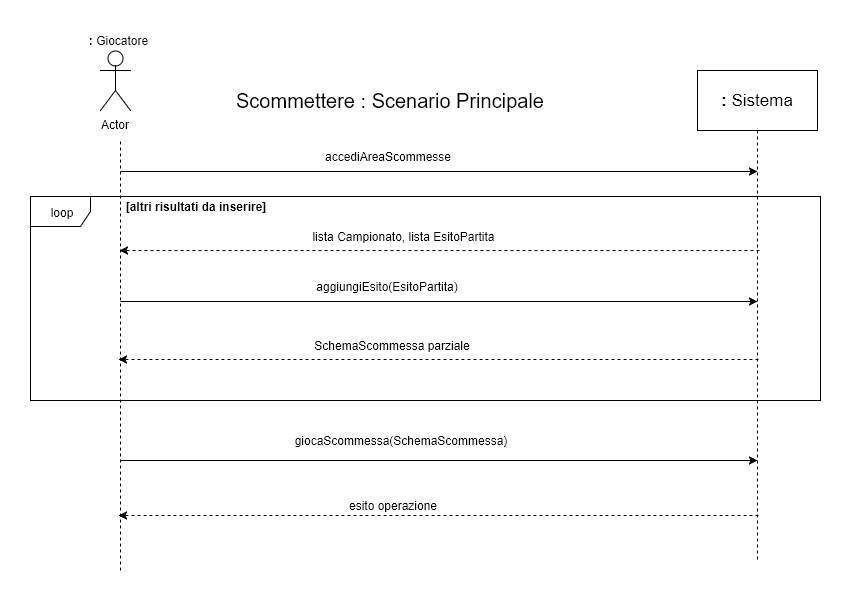 : Giocatore
Actor
Scommettere : Scenario Principale
: Sistema
accediAreaScommesse
loop
[altri risultati da inserire]
lista Campionato, lista EsitoPartita
aggiungiEsito(EsitoPartita)
SchemaScommessa parziale
giocaScommessa(SchemaScommessa)
esito operazione